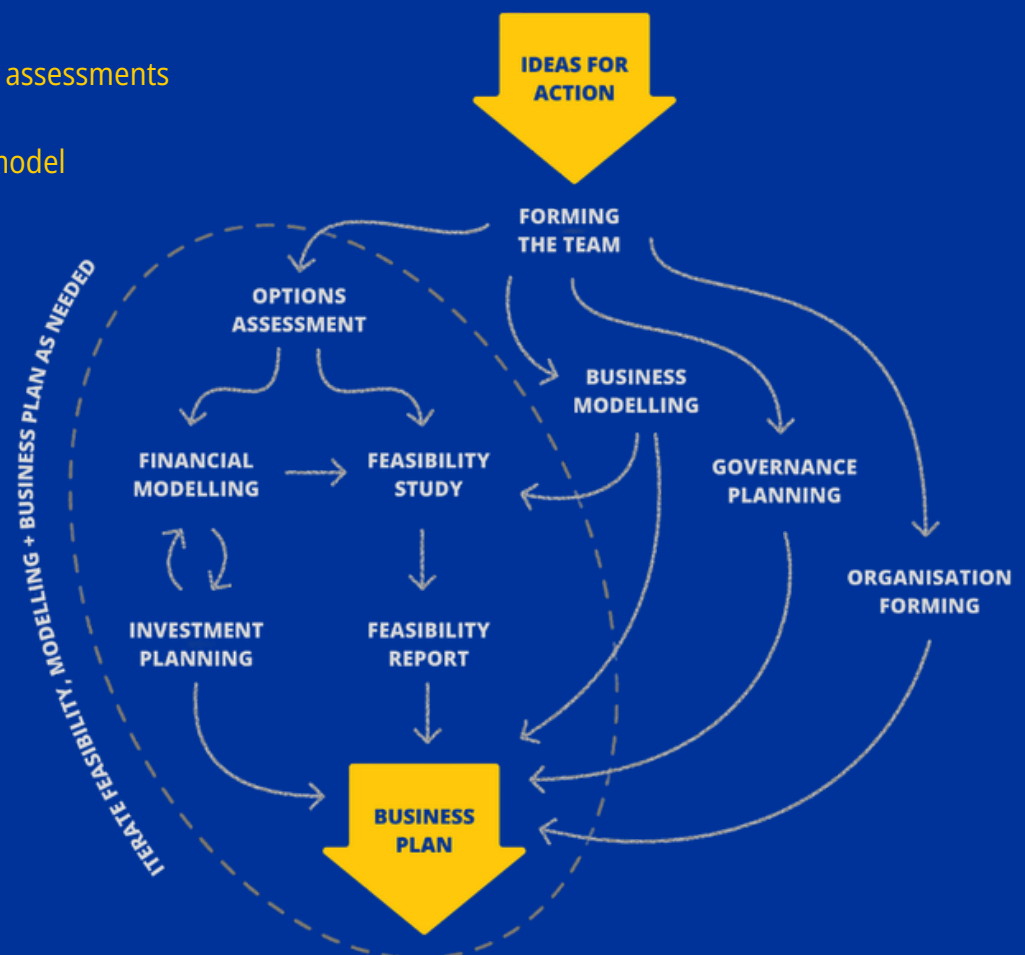 assessments
model
IDEAS FOR
ACTION
FORMING
THE TEAM
OPTIONS
ASSESSMENT
BUSINESS
MODELLING
FINANCIAL
MODELLING
FEASIBILITY
STUDY
GOVERNANCE
PLANNING
ORGANISATION
FORMING
INVESTMENT
PLANNING
FEASIBILITY
REPORT
BUSINESS
PLAN
ITERATE FEASIBILITY, MODELLING + BUSINESS PLAN AS NEEDED